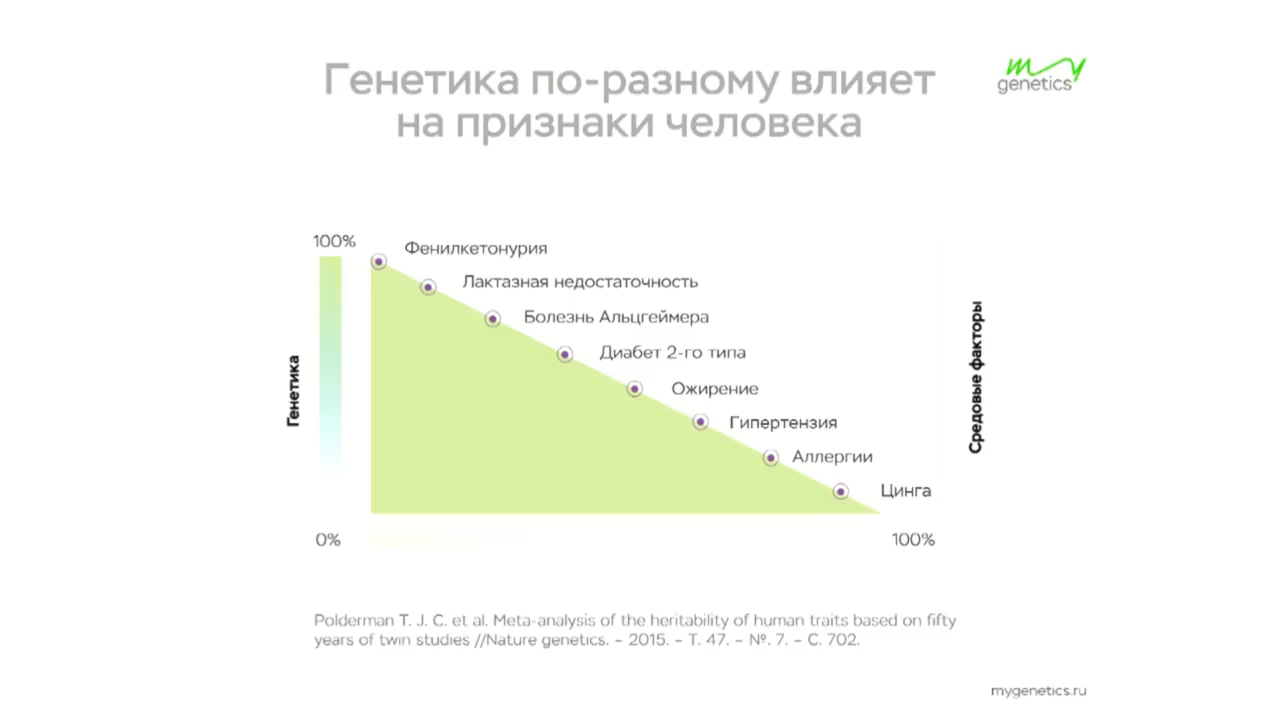 Генетика по-разному влияет
на признаки человека
my
genetics
100%
Фенилкетонурия
Лактазная недостаточность
Болезнь Альцгеймера
Диабет 2-го типа
Ожирение
Гипертензия
Аллергии
Цинга
Генетика
Средовые факторы
0%
100%
Polderman T. J. C. et al. Meta-analysis of the heritability of human traits based on fifty
years of twin studies //Nature genetics. – 2015. – Т. 47. – №. 7. – С. 702.
mygenetics.ru